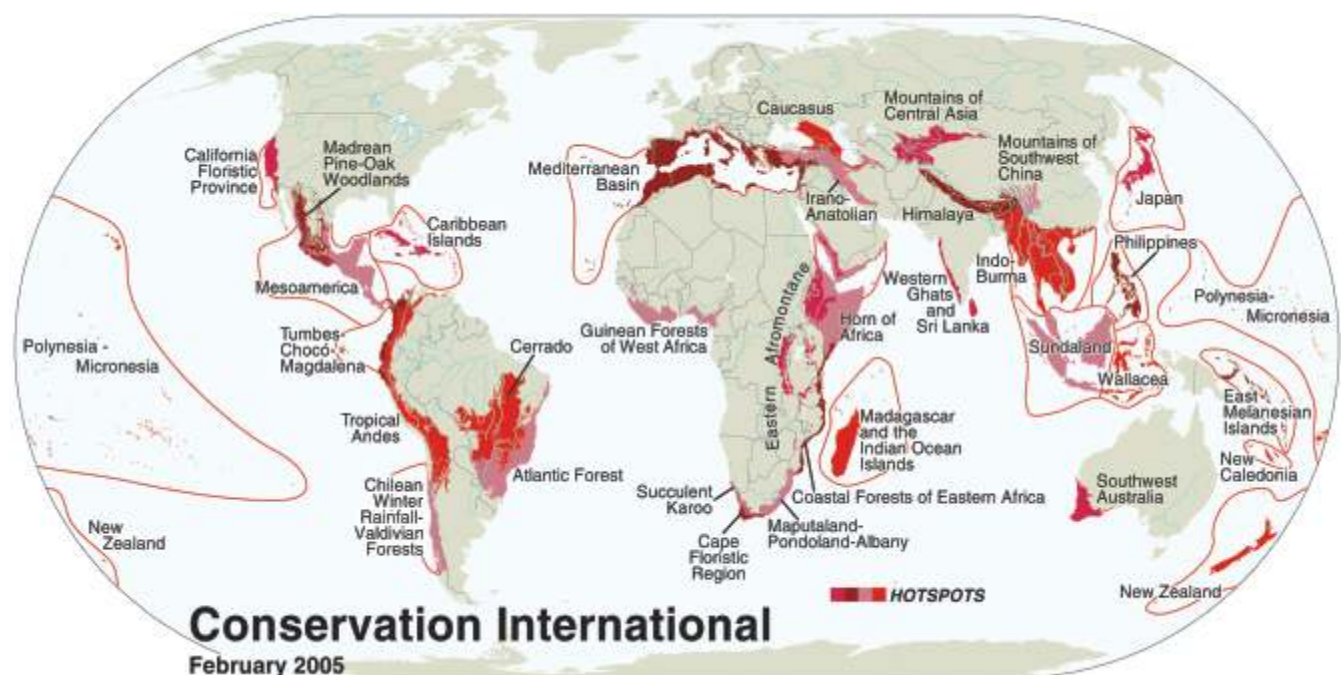 Caucasus
Mountains of
Central Asia
California
Floristic
Province
Madrean
Pine-Oak
Woodlands
Mediterranean
Basin
Mountains of
Southwest
China
Irano-
Anatolian
Himalaya
Japan
Caribbean
Islands
Philippines
Indo-
Burma
Western
Ghats
and
Sri Lanka
Mesoamerica
Polynesia-
Micronesia
Guinean Forests
of West Africa
Eastern Afromontane
Horn of
Africa
Tumbes-
Chocó-
Magdalena
Cerrado
Polynesia -
Micronesia
Sundaland
Wallacea
East
Melanesian
Islands
Tropical
Andes
Madagascar
and the
Indian Ocean
Islands
Atlantic Forest
New
Caledonia
Chilean
Winter
Rainfall-
Valdivian
Forests
Succulent
Karoo
Coastal Forests of Eastern Africa
Southwest
Australia
New
Zealand
Cape
Floristic
Region
Maputaland-
Pondoland-Albany
New Zealand
HOTSPOTS
Conservation International
February 2005